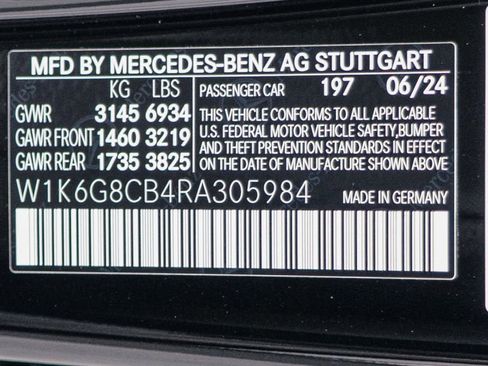 MFD BY MERCEDES-BENZ AG STUTTGART
KG LBS
GVWR 3145 6934
GAWR FRONT 1460 3219
GAWR REAR 1735 3825
PASSENGER CAR 197 06/24
THIS VEHICLE CONFORMS TO ALL APPLICABLE
U.S. FEDERAL MOTOR VEHICLE SAFETY,BUMPER
AND THEFT PREVENTION STANDARDS IN EFFECT
ON THE DATE OF MANUFACTURE SHOWN ABOVE.
W1K6G8CB4RA305984
MADE IN GERMANY